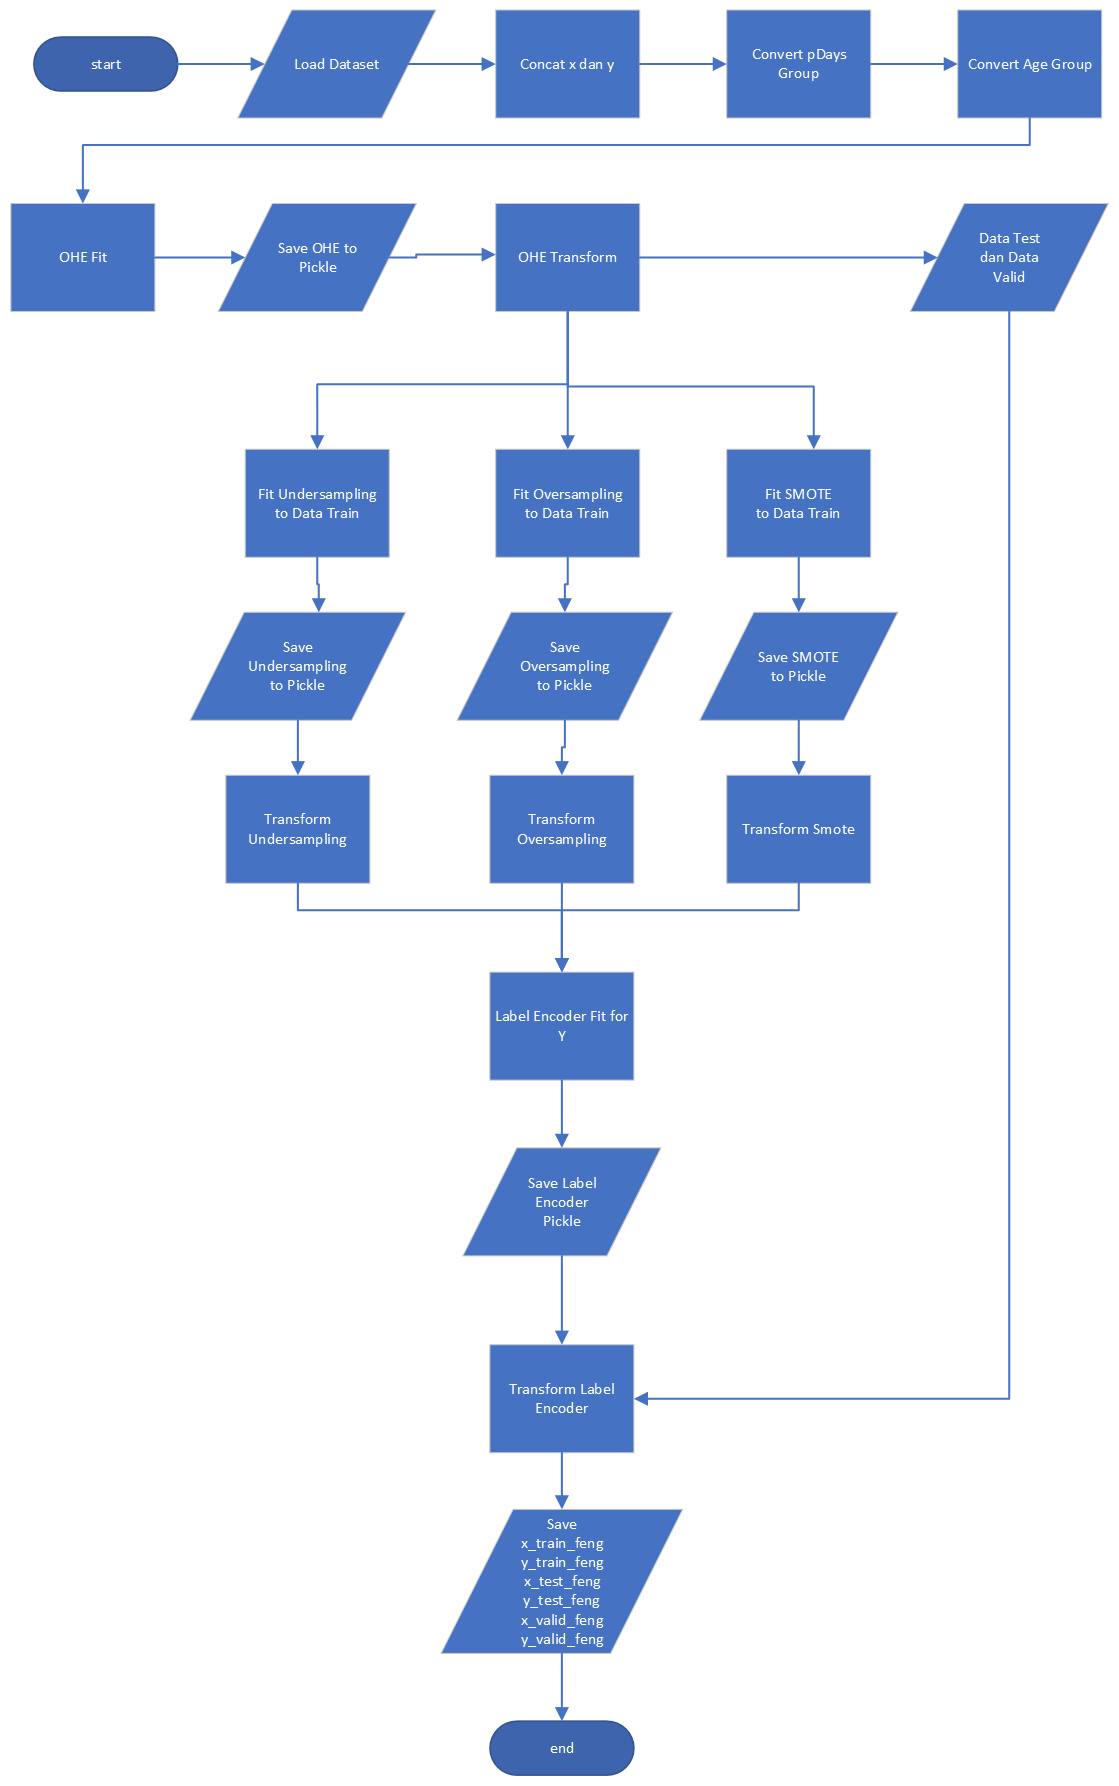 start
Load Dataset
Concat x dan y
Convert pDays
Group
Convert Age Group
OHE Fit
Save OHE to
Pickle
OHE Transform
Data Test
dan Data
Valid
Fit Undersampling
to Data Train
Fit Oversampling
to Data Train
Fit SMOTE
to Data Train
Save
Undersampling
to Pickle
Save
Oversampling
to Pickle
Save SMOTE
to Pickle
Transform
Undersampling
Transform
Oversampling
Transform Smote
Label Encoder Fit for
Y
Save Label
Encoder
Pickle
Transform Label
Encoder
Save
x_train_feng
y_train_feng
x_test_feng
y_test_feng
x_valid_feng
y_valid_feng
end